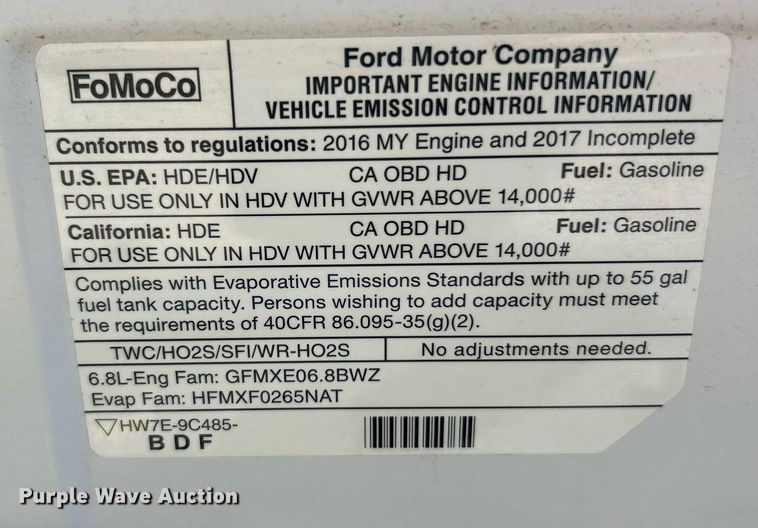 FoMoCo
Ford Motor Company
IMPORTANT ENGINE INFORMATION/
VEHICLE EMISSION CONTROL INFORMATION
Conforms to regulations: 2016 MY Engine and 2017 Incomplete
U.S. EPA: HDE/HDV CA OBD HD Fuel: Gasoline
FOR USE ONLY IN HDV WITH GVWR ABOVE 14,000#
California: HDE CA OBD HD Fuel: Gasoline
FOR USE ONLY IN HDV WITH GVWR ABOVE 14,000#
Complies with Evaporative Emissions Standards with up to 55 gal
fuel tank capacity. Persons wishing to add capacity must meet
the requirements of 40CFR 86.095-35(g)(2).
TWC/HO2S/SFI/WR-HO2S No adjustments needed.
6.8L-Eng Fam: GFMXE06.8BWZ
Evap Fam: HFMXF0265NAT
HW7E-9C485-
B D F
Purple Wave Auction